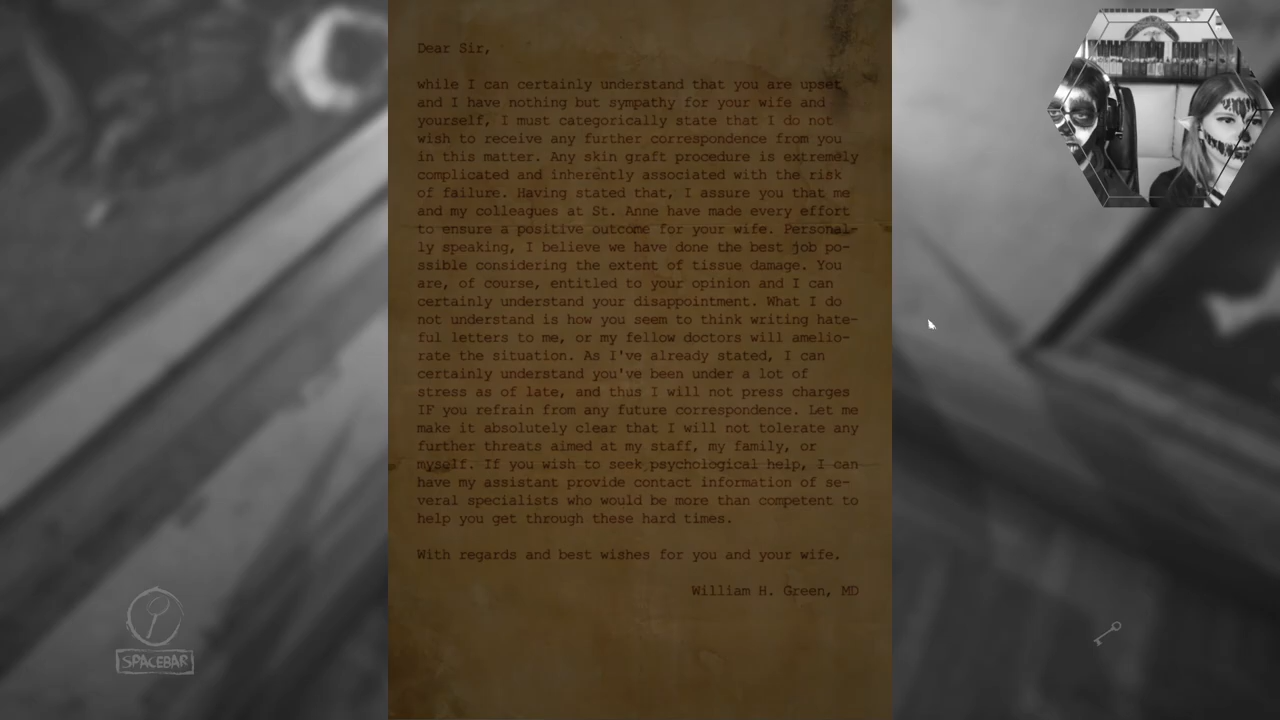 Dear Sir,
while I can certainly understand that you are upset
and I have nothing but sympathy for your wife and
yourself, I must categorically state that I do not
wish to receive any further correspondence from you
in this matter. Any skin graft procedure is extremely
complicated and inherently associated with the risk
of failure. Having stated that, I assure you that me
and my colleagues at St. Anne have made every effort
to ensure a positive outcome for your wife. Personal-
ly speaking, I believe we have done the best job po-
ssible considering the extent of tissue damage. You
are, of course, entitled to your opinion and I can
certainly understand your disappointment. What I do
not understand is how you seem to think writing hate-
ful letters to me, or my fellow doctors will amelio-
rate the situation. As I've already stated, I can
certainly understand you've been under a lot of
stress as of late, and thus I will not press charges
IF you refrain from any future correspondence. Let me
make it absolutely clear that I will not tolerate any
further threats aimed at my staff, my family, or
myself. If you wish to seek psychological help, I can
have my assistant provide contact information of se-
veral specialists who would be more than competent to
help you get through these hard times.
With regards and best wishes for you and your wife.
William H. Green, MD
SPACEBAR